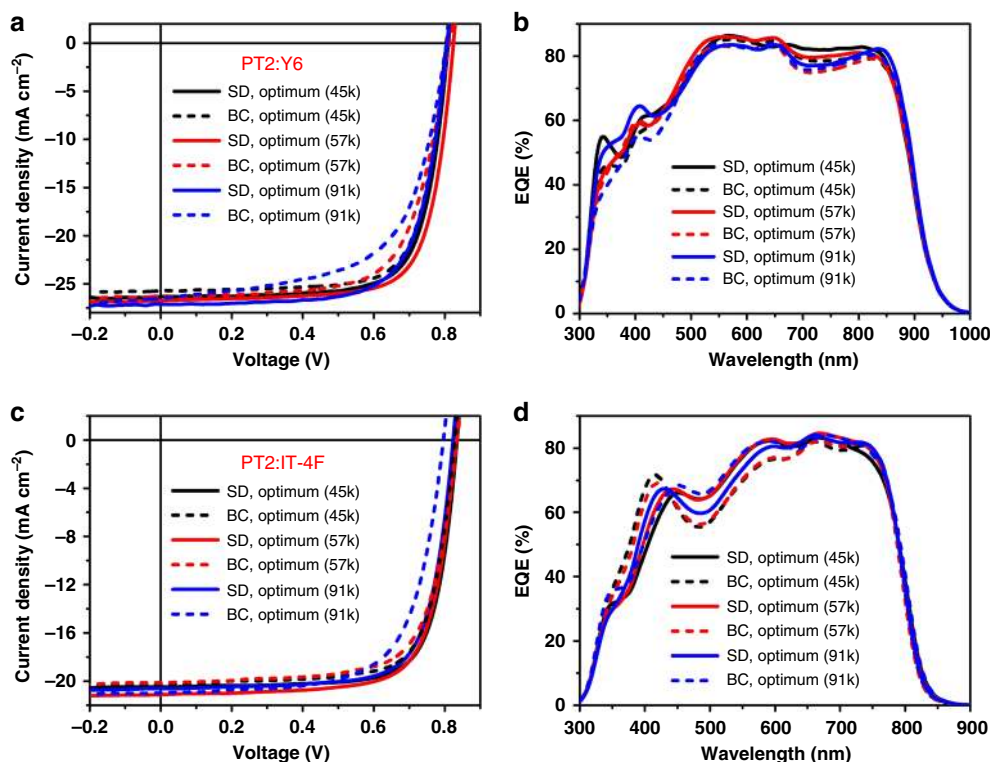 a
0
–5
–10
–15
–20
–25
Current density (mA cm–2)
PT2:Y6
SD, optimum (45k)
BC, optimum (45k)
SD, optimum (57k)
BC, optimum (57k)
SD, optimum (91k)
BC, optimum (91k)
–0.2 0.0 0.2 0.4 0.6 0.8
Voltage (V)
b
80
60
40
20
0
EQE (%)
SD, optimum (45k)
BC, optimum (45k)
SD, optimum (57k)
BC, optimum (57k)
SD, optimum (91k)
BC, optimum (91k)
300 400 500 600 700 800 900 1000
Wavelength (nm)
c
0
–4
–8
–12
–16
–20
Current density (mA cm–2)
PT2:IT-4F
SD, optimum (45k)
BC, optimum (45k)
SD, optimum (57k)
BC, optimum (57k)
SD, optimum (91k)
BC, optimum (91k)
–0.2 0.0 0.2 0.4 0.6 0.8
Voltage (V)
d
80
60
40
20
0
EQE (%)
SD, optimum (45k)
BC, optimum (45k)
SD, optimum (57k)
BC, optimum (57k)
SD, optimum (91k)
BC, optimum (91k)
300 400 500 600 700 800 900
Wavelength (nm)